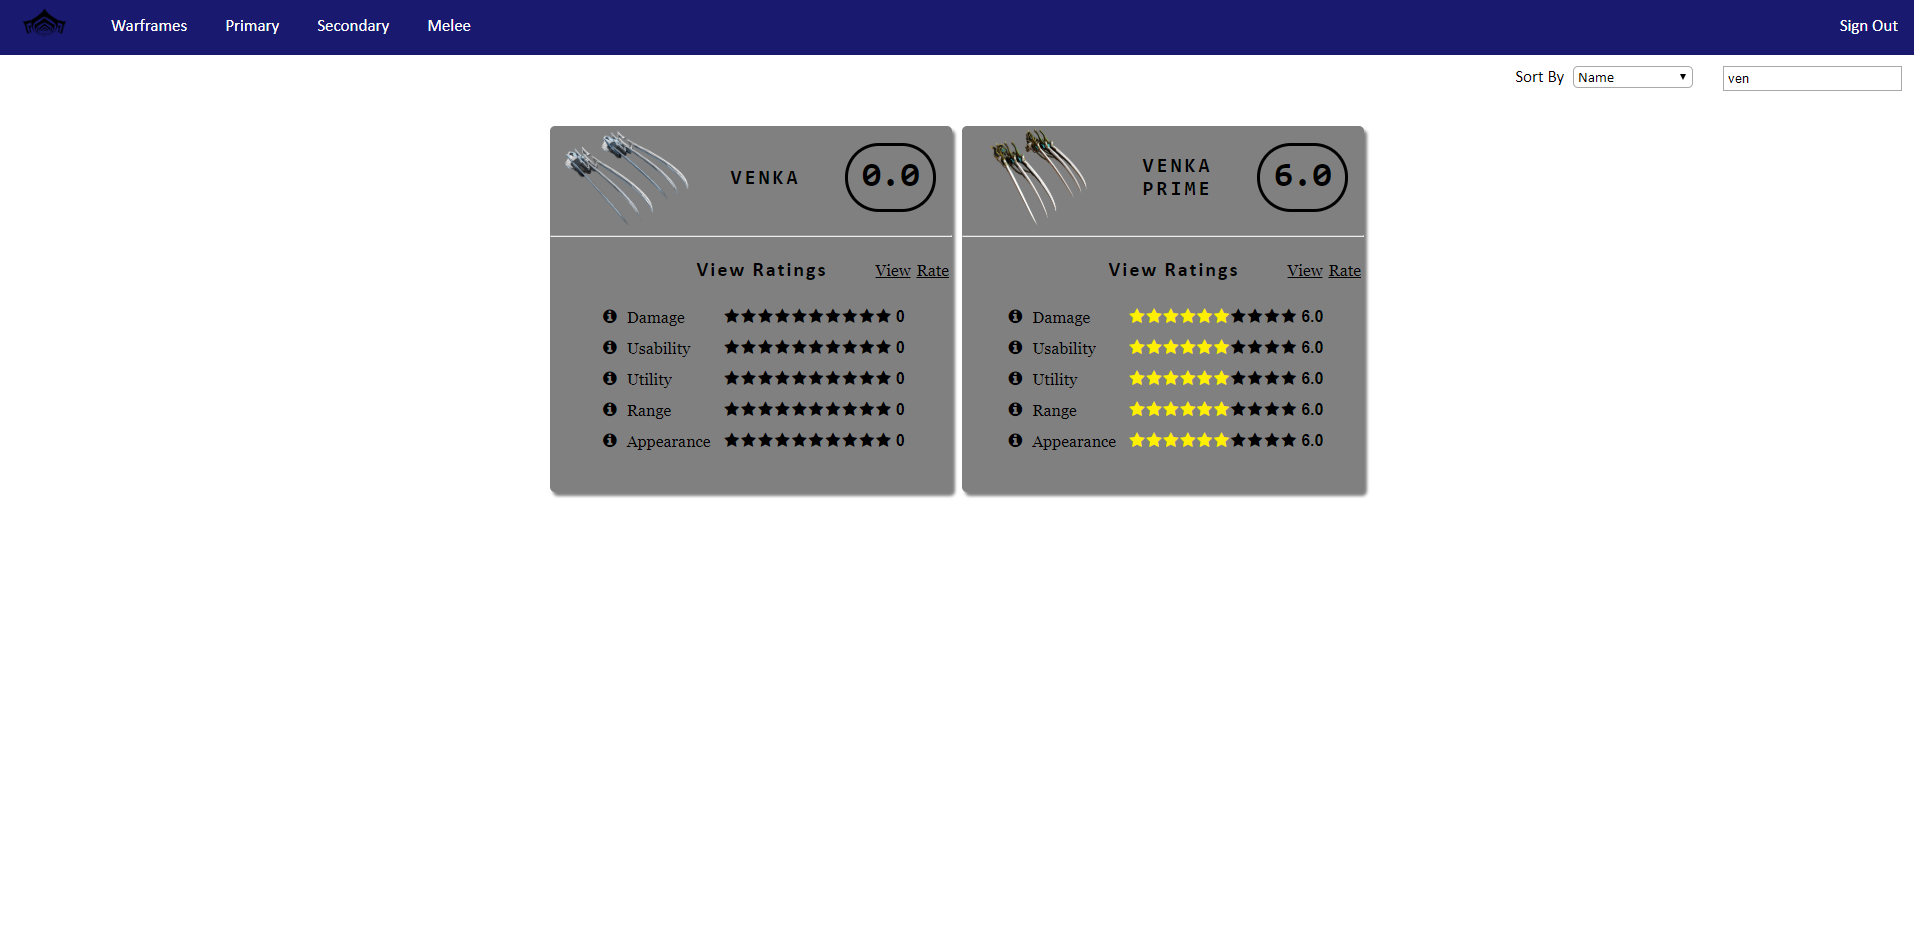 Warframes Primary Secondary Melee Sign Out
Sort By Name ven
VENKA 0.0
View Ratings View Rate
Damage 0
Usability 0
Utility 0
Range 0
Appearance 0
VENKA
PRIME 6.0
View Ratings View Rate
Damage 6.0
Usability 6.0
Utility 6.0
Range 6.0
Appearance 6.0